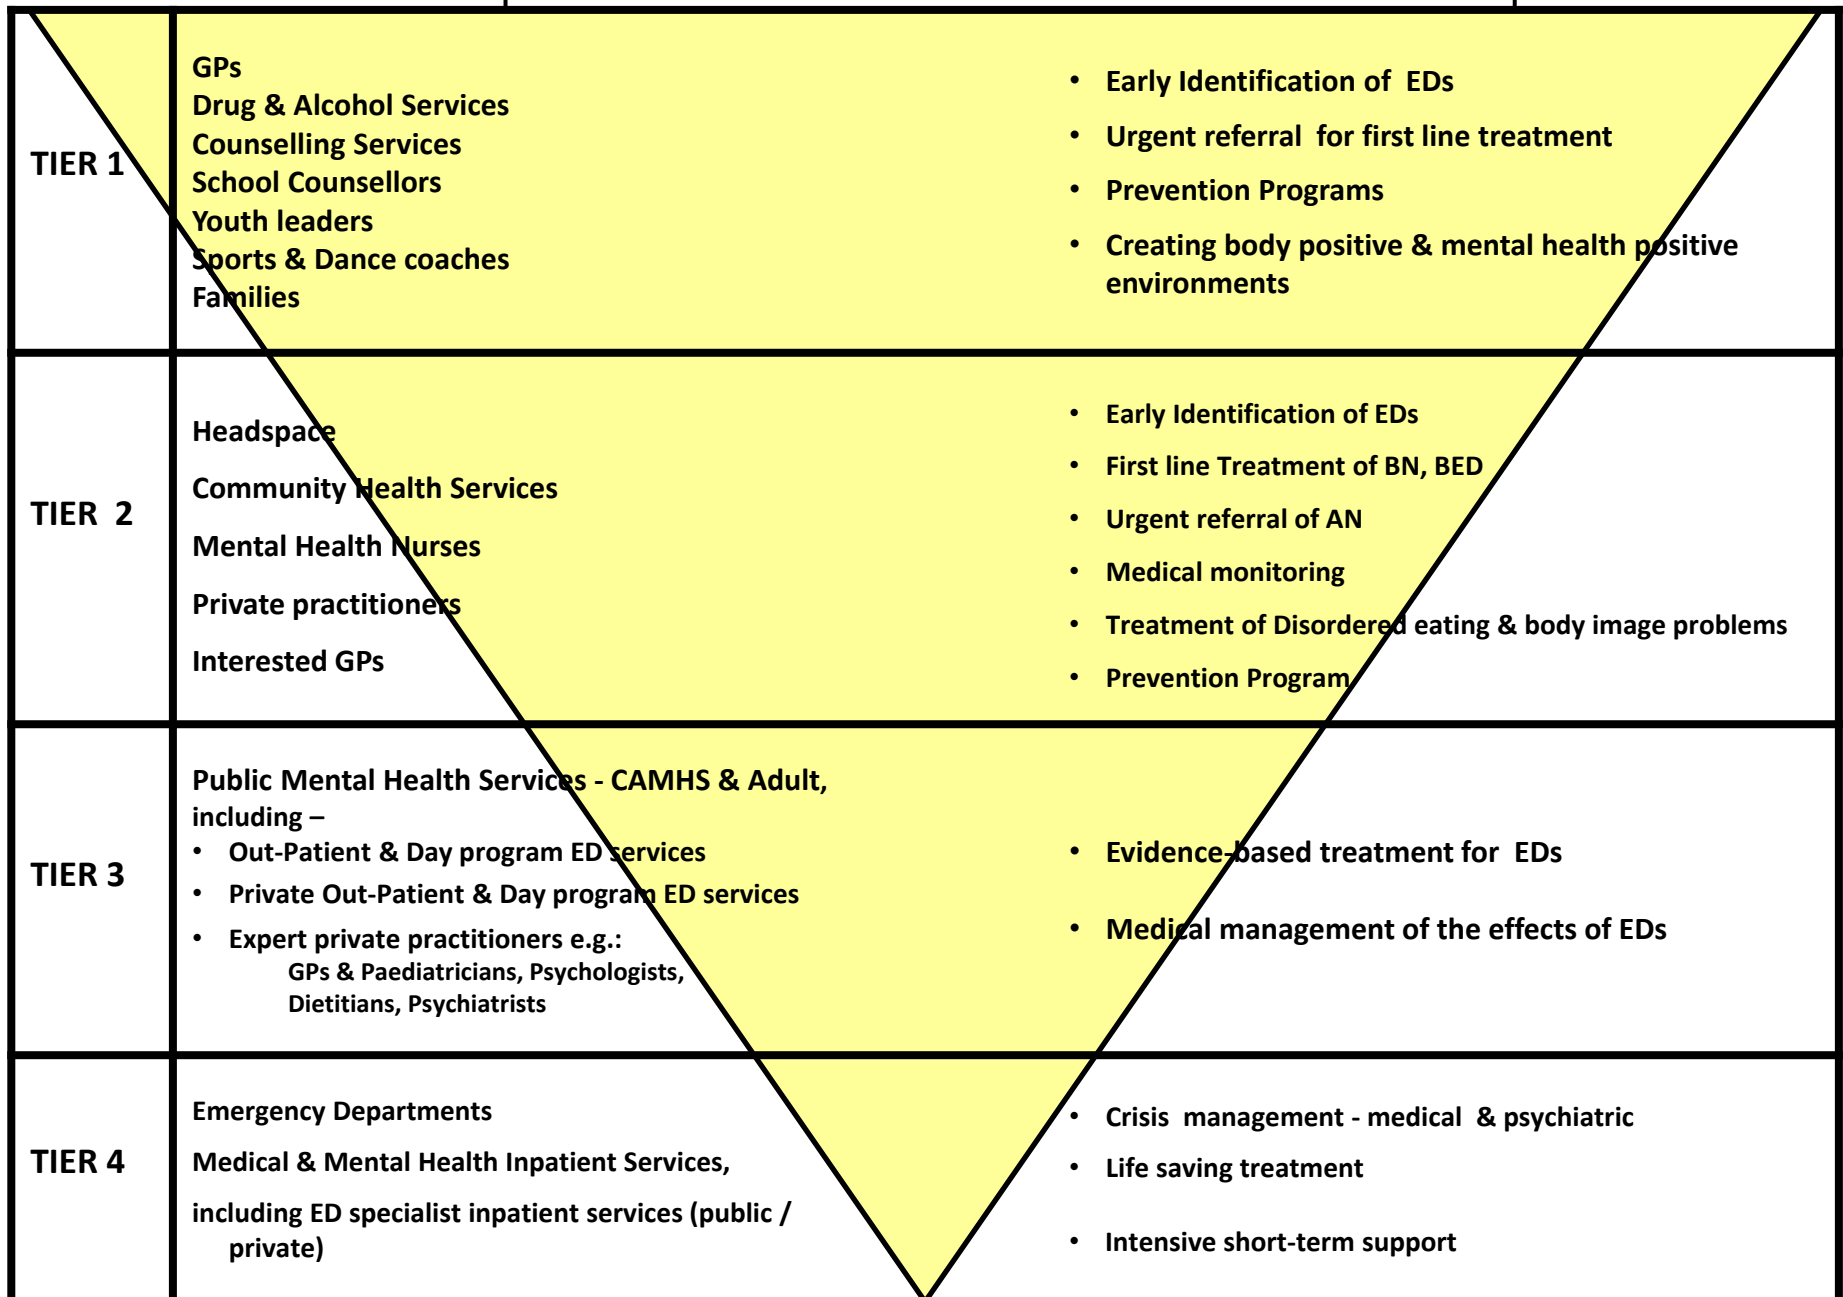 TIER 1
GPs
Drug & Alcohol Services
Counselling Services
School Counsellors
Youth leaders
Sports & Dance coaches
Families
• Early Identification of EDs
• Urgent referral for first line treatment
• Prevention Programs
• Creating body positive & mental health positive
environments
TIER 2
Headspace
Community Health Services
Mental Health Nurses
Private practitioners
Interested GPs
• Early Identification of EDs
• First line Treatment of BN, BED
• Urgent referral of AN
• Medical monitoring
• Treatment of Disordered eating & body image problems
• Prevention Program
TIER 3
Public Mental Health Services - CAMHS & Adult,
including –
• Out-Patient & Day program ED services
• Private Out-Patient & Day program ED services
• Expert private practitioners e.g.:
GPs & Paediatricians, Psychologists,
Dietitians, Psychiatrists
• Evidence-based treatment for EDs
• Medical management of the effects of EDs
TIER 4
Emergency Departments
Medical & Mental Health Inpatient Services,
including ED specialist inpatient services (public /
private)
• Crisis management - medical & psychiatric
• Life saving treatment
• Intensive short-term support